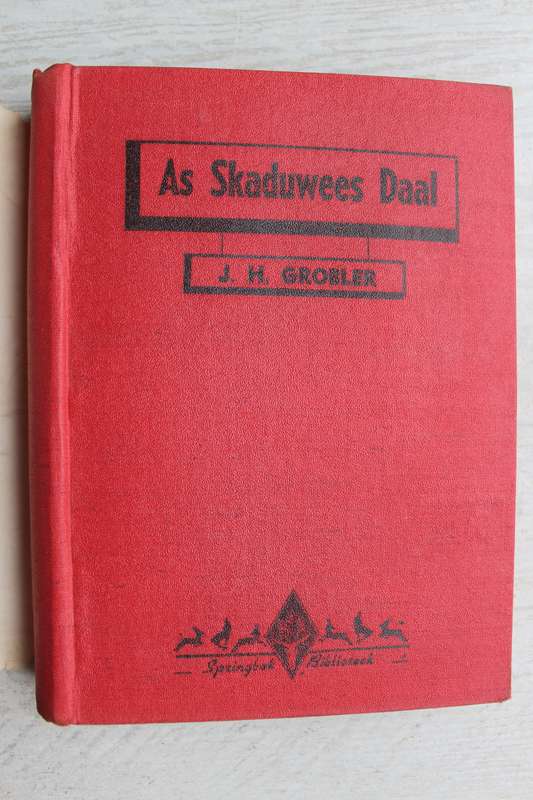 As Skaduwees Daal
J. H. GROBLER
Springbok Biblioteek